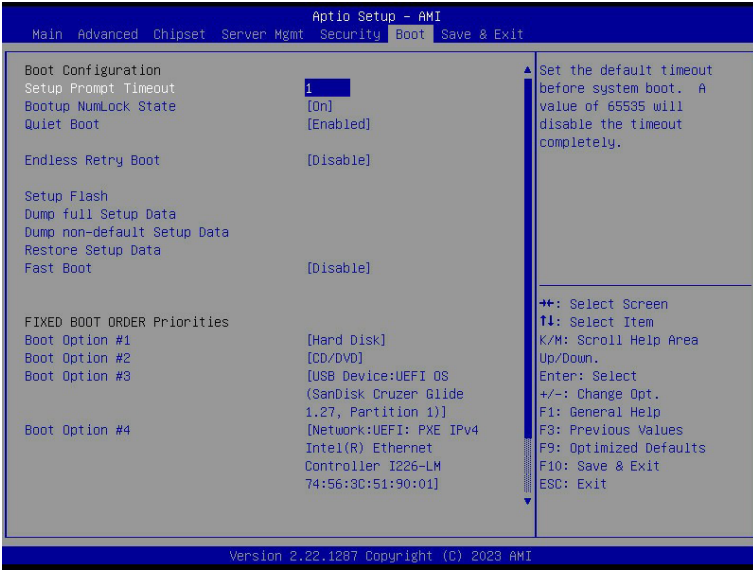 Aptio Setup – AMI
Main Advanced Chipset Server Mgmt Security Boot Save & Exit
Boot Configuration
Setup Prompt Timeout 1
Bootup NumLock State [On]
Quiet Boot [Enabled]
Endless Retry Boot [Disable]
Setup Flash
Dump full Setup Data
Dump non-default Setup Data
Restore Setup Data
Fast Boot [Disable]
FIXED BOOT ORDER Priorities
Boot Option #1 [Hard Disk]
Boot Option #2 [CD/DVD]
Boot Option #3 [USB Device:UEFI OS
(SanDisk Cruzer Glide
1.27, Partition 1)]
Boot Option #4 [Network:UEFI: PXE IPv4
Intel(R) Ethernet
Controller I226-LM
74:56:3C:51:90:01]
Set the default timeout
before system boot. A
value of 65535 will
disable the timeout
completely.
→←: Select Screen
↑↓: Select Item
K/M: Scroll Help Area
Up/Down.
Enter: Select
+/-: Change Opt.
F1: General Help
F3: Previous Values
F9: Optimized Defaults
F10: Save & Exit
ESC: Exit
Version 2.22.1287 Copyright (C) 2023 AMI